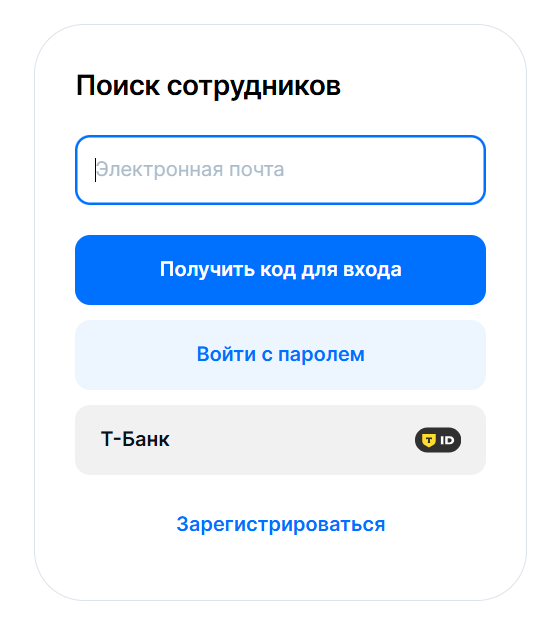 Поиск сотрудников
Электронная почта
Получить код для входа
Войти с паролем
Т-Банк
T ID
Зарегистрироваться